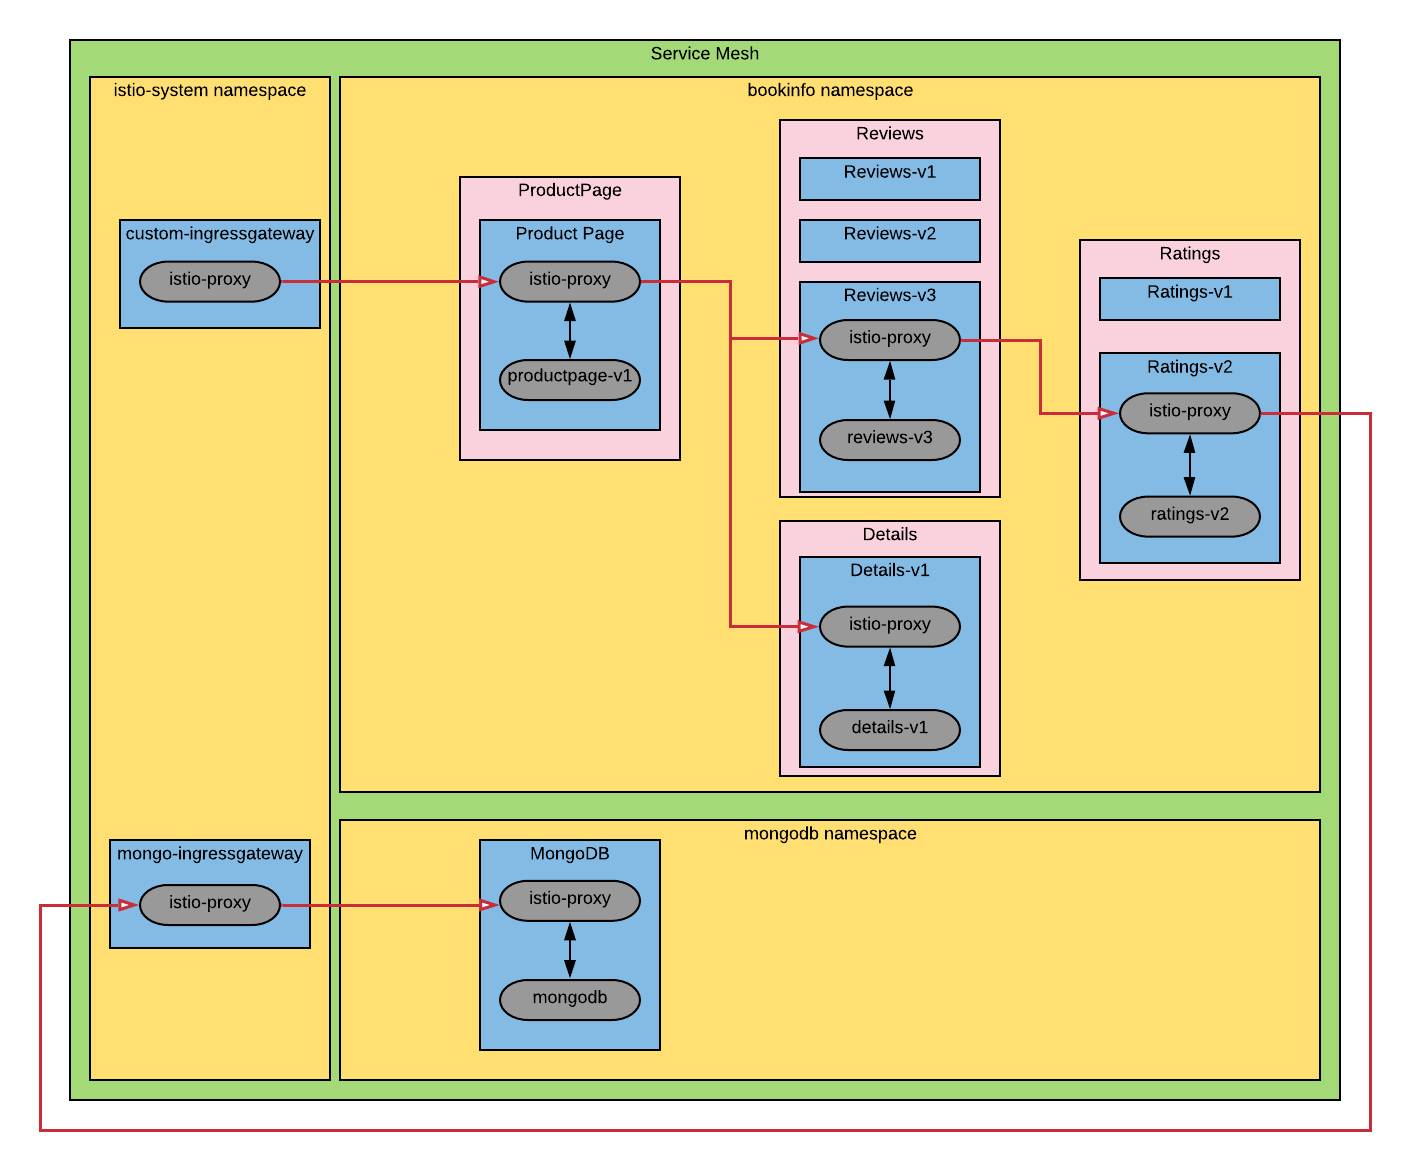 Service Mesh
istio-system namespace
custom-ingressgateway
istio-proxy
mongo-ingressgateway
istio-proxy
bookinfo namespace
ProductPage
Product Page
istio-proxy
productpage-v1
Reviews
Reviews-v1
Reviews-v2
Reviews-v3
istio-proxy
reviews-v3
Details
Details-v1
istio-proxy
details-v1
Ratings
Ratings-v1
Ratings-v2
istio-proxy
ratings-v2
mongodb namespace
MongoDB
istio-proxy
mongodb